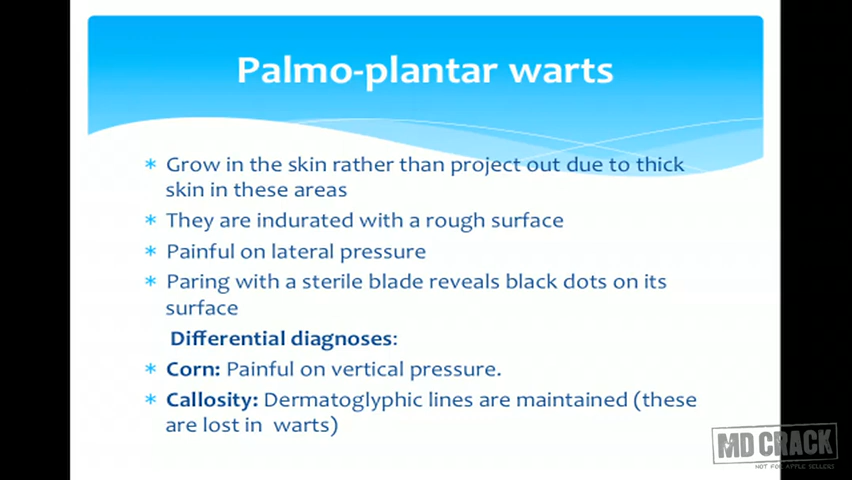 Palmo-plantar warts
* Grow in the skin rather than project out due to thick
skin in these areas
* They are indurated with a rough surface
* Painful on lateral pressure
* Paring with a sterile blade reveals black dots on its
surface
Differential diagnoses:
* Corn: Painful on vertical pressure.
* Callosity: Dermatoglyphic lines are maintained (these
are lost in warts)
MD CRACK
NOT FOR APPLE SELLERS